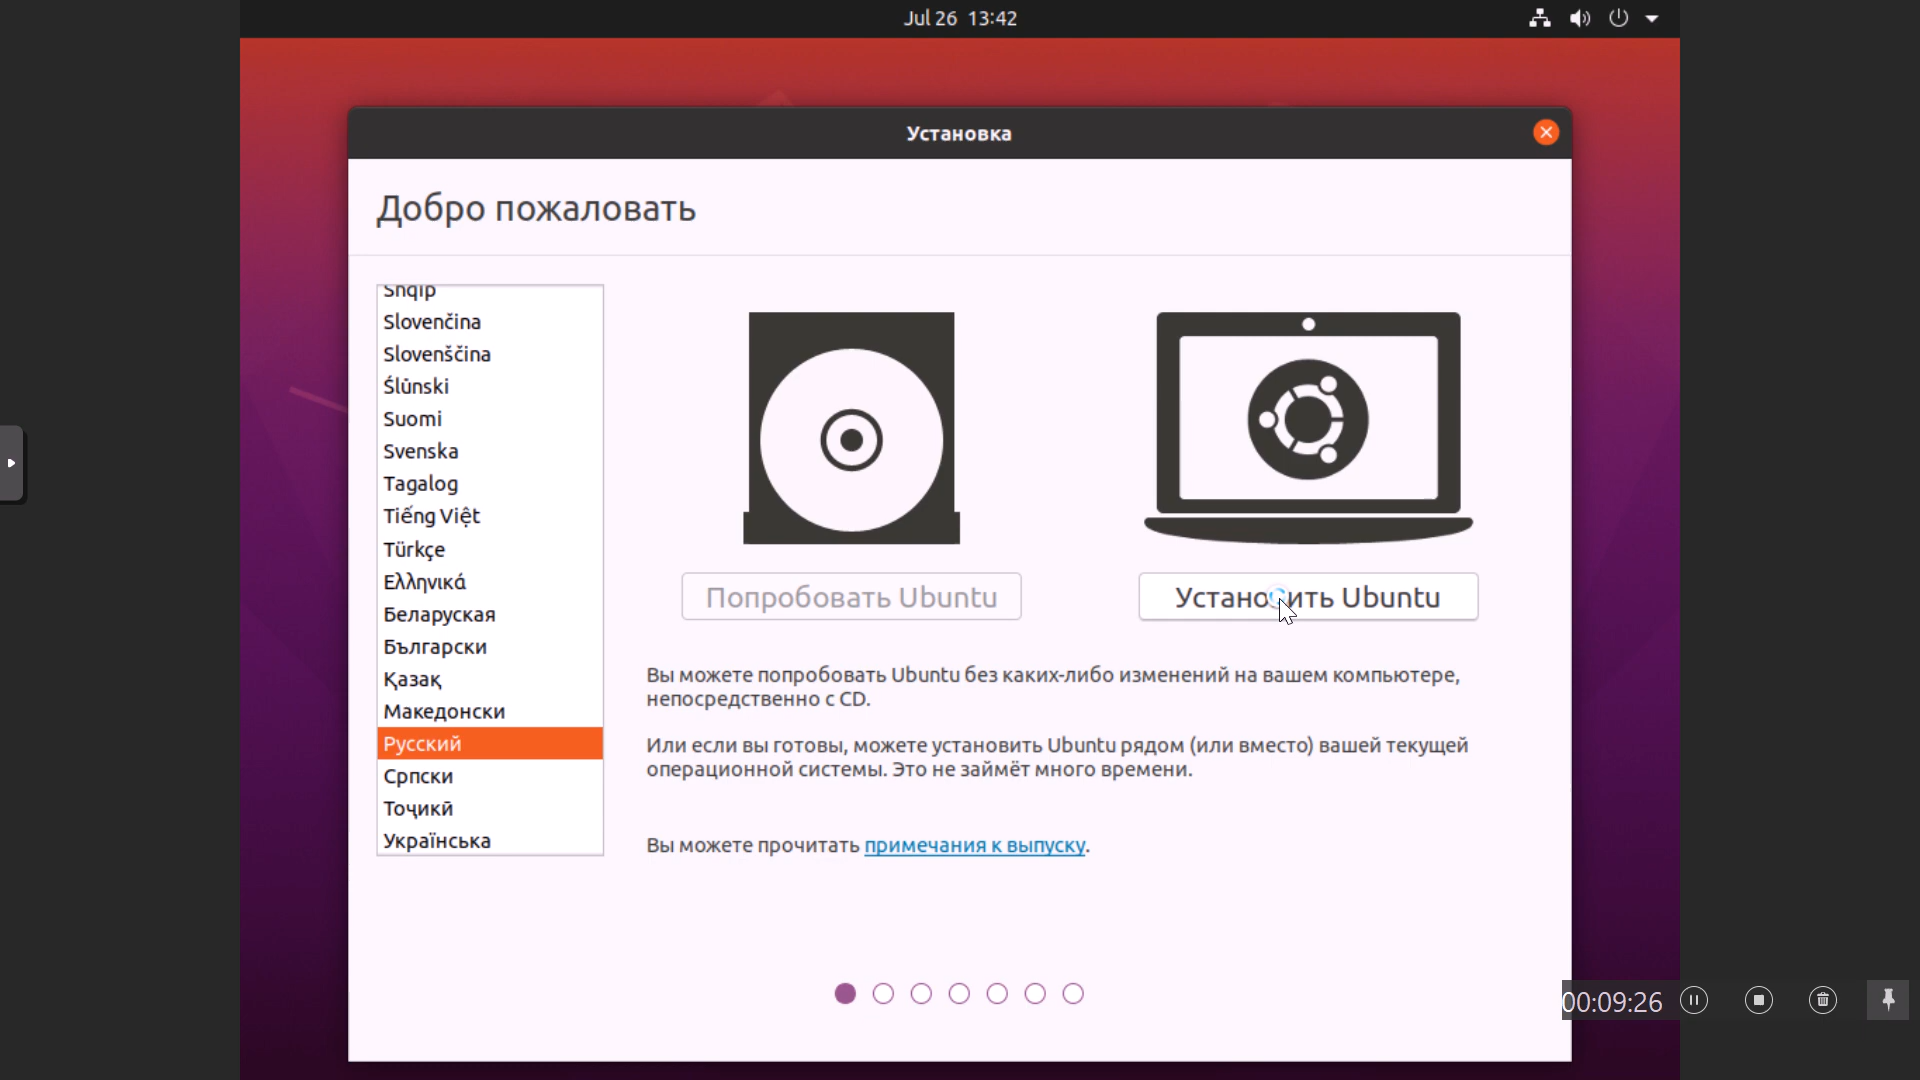 Jul 26 13:42
Установка
Добро пожаловать
Shqip
Slovenčina
Slovenščina
Ślůnski
Suomi
Svenska
Tagalog
Tiếng Việt
Türkçe
Ελληνικά
Беларуская
Български
Қазақ
Македонски
Русский
Српски
Тоҷикӣ
Українська
Попробовать Ubuntu
Установить Ubuntu
Вы можете попробовать Ubuntu без каких-либо изменений на вашем компьютере,
непосредственно с CD.
Или если вы готовы, можете установить Ubuntu рядом (или вместо) вашей текущей
операционной системы. Это не займёт много времени.
Вы можете прочитать примечания к выпуску.
00:09:26